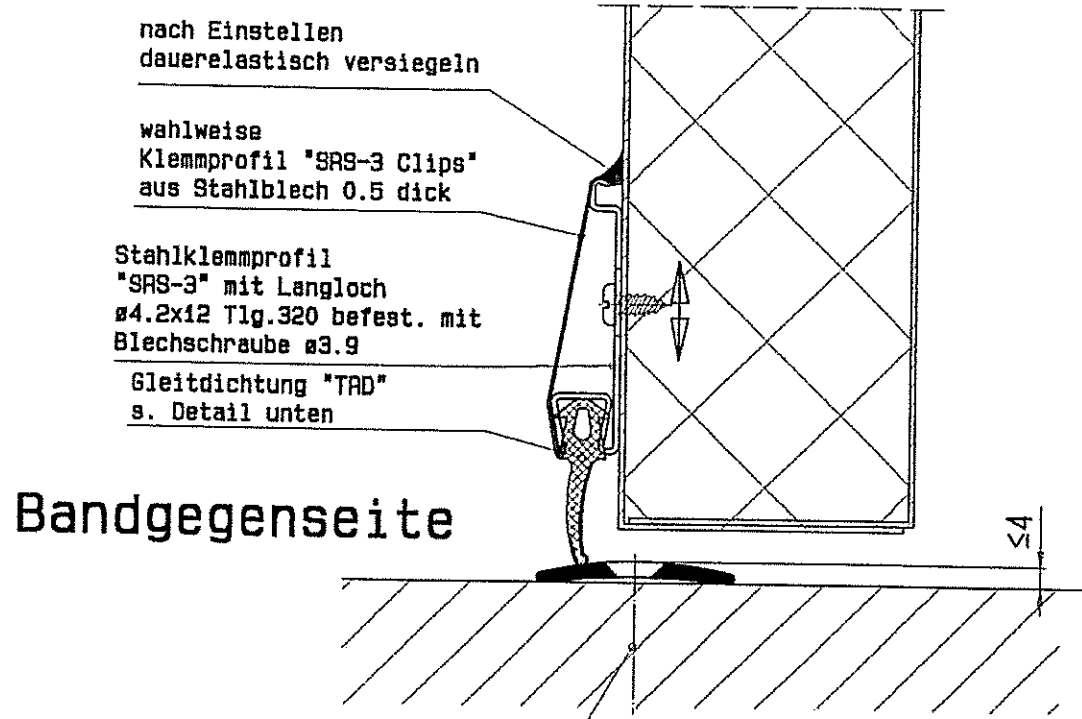 nach Einstellen
dauerelastisch versiegeln
wahlweise
Klemmprofil "SRS-3 Clips"
aus Stahlblech 0.5 dick
Stahlklemmprofil
"SRS-3" mit Langloch
ø4.2x12 Tlg.320 befest. mit
Blechschraube ø3.9
Gleitdichtung "TAD"
s. Detail unten
Bandgegenseite
≤4